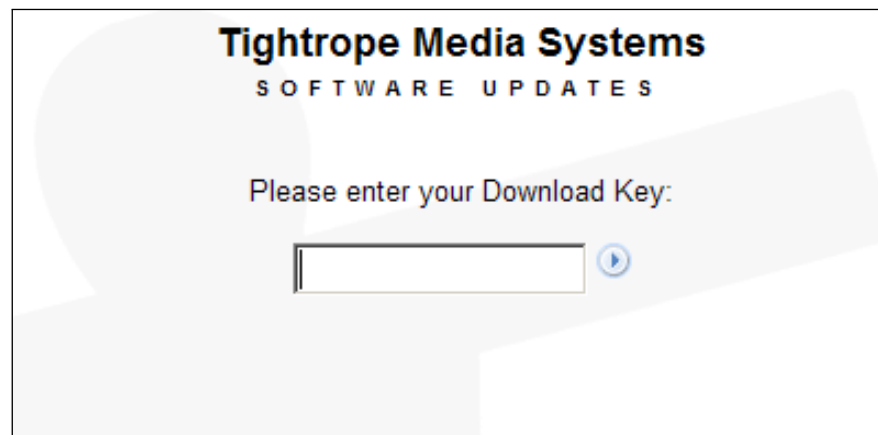 Tightrope Media Systems
SOFTWARE UPDATES
Please enter your Download Key: